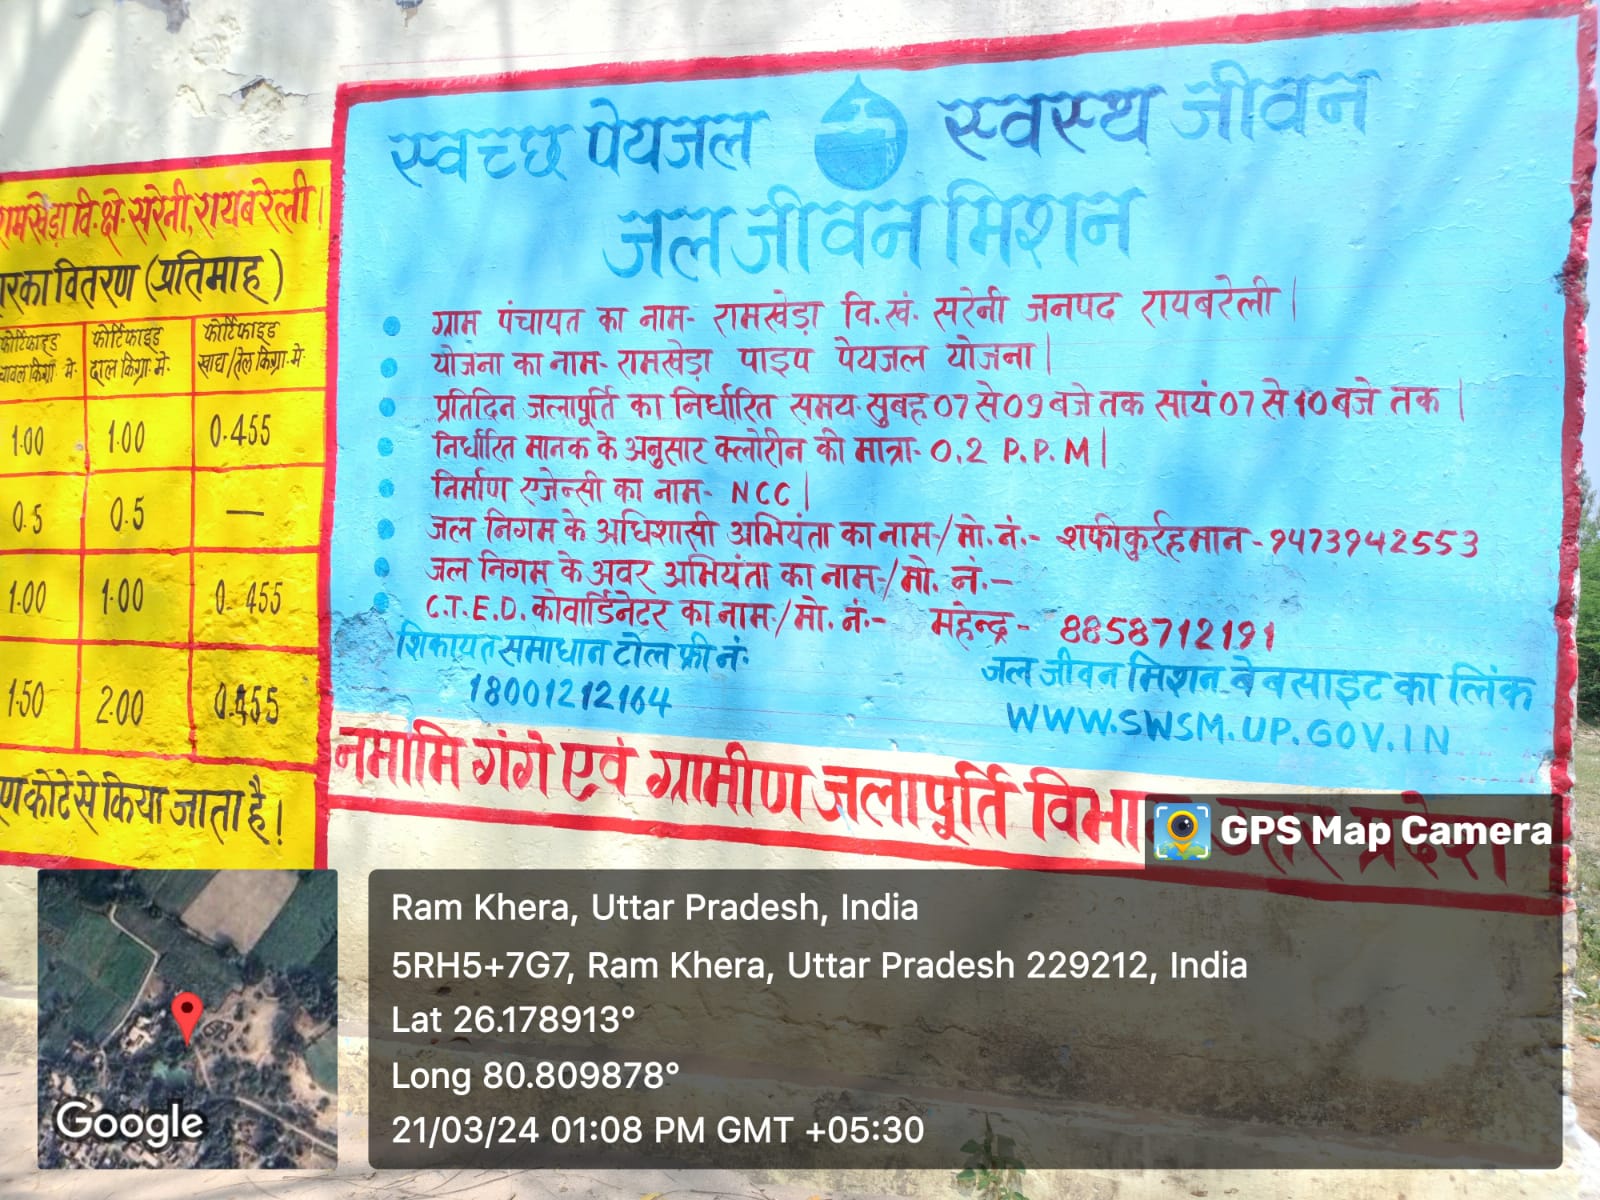 रामखेड़ा वि.क्षे. सरेनी, रायबरेली।
का वितरण (प्रतिमाह)
फोर्टिफाइड फोर्टिफाइड फोर्टिफाइड
चावल किग्रा में- दाल किग्रा में- खाद्य/तेल किग्रा में-
1.00 1.00 0.455
0.5 0.5 —
1.00 1.00 0.455
1.50 2.00 0.455
कोटे से किया जाता है!
स्वच्छ पेयजल स्वस्थ जीवन
जल जीवन मिशन
ग्राम पंचायत का नाम- रामखेड़ा वि.खं. सरेनी जनपद रायबरेली|
योजना का नाम- रामखेड़ा पाइप पेयजल योजना|
प्रतिदिन जलापूर्ति का निर्धारित समय- सुबह 07 से 09 बजे तक सायं 07 से 10 बजे तक|
निर्धारित मानक के अनुसार क्लोरीन की मात्रा- 0.2 P.P.M|
निर्माण एजेन्सी का नाम- NCC|
जल निगम के अधिशासी अभियंता का नाम-/मो.नं.- शफीकुर्रहमान - 9473942553
जल निगम के अवर अभियंता का नाम-/मो. नं.-
C.T.E.D. कोवार्डिनेटर का नाम-/मो. नं.- महेन्द्र - 8858712191
शिकायत समाधान टोल फ्री नं-
18001212164
जल जीवन मिशन वेबसाइट का लिंक
WWW.SWSM.UP.GOV.IN
नमामि गंगे एवं ग्रामीण जलापूर्ति विभाग उत्तर प्रदेश
GPS Map Camera
Ram Khera, Uttar Pradesh, India
5RH5+7G7, Ram Khera, Uttar Pradesh 229212, India
Lat 26.178913°
Long 80.809878°
21/03/24 01:08 PM GMT +05:30
Google